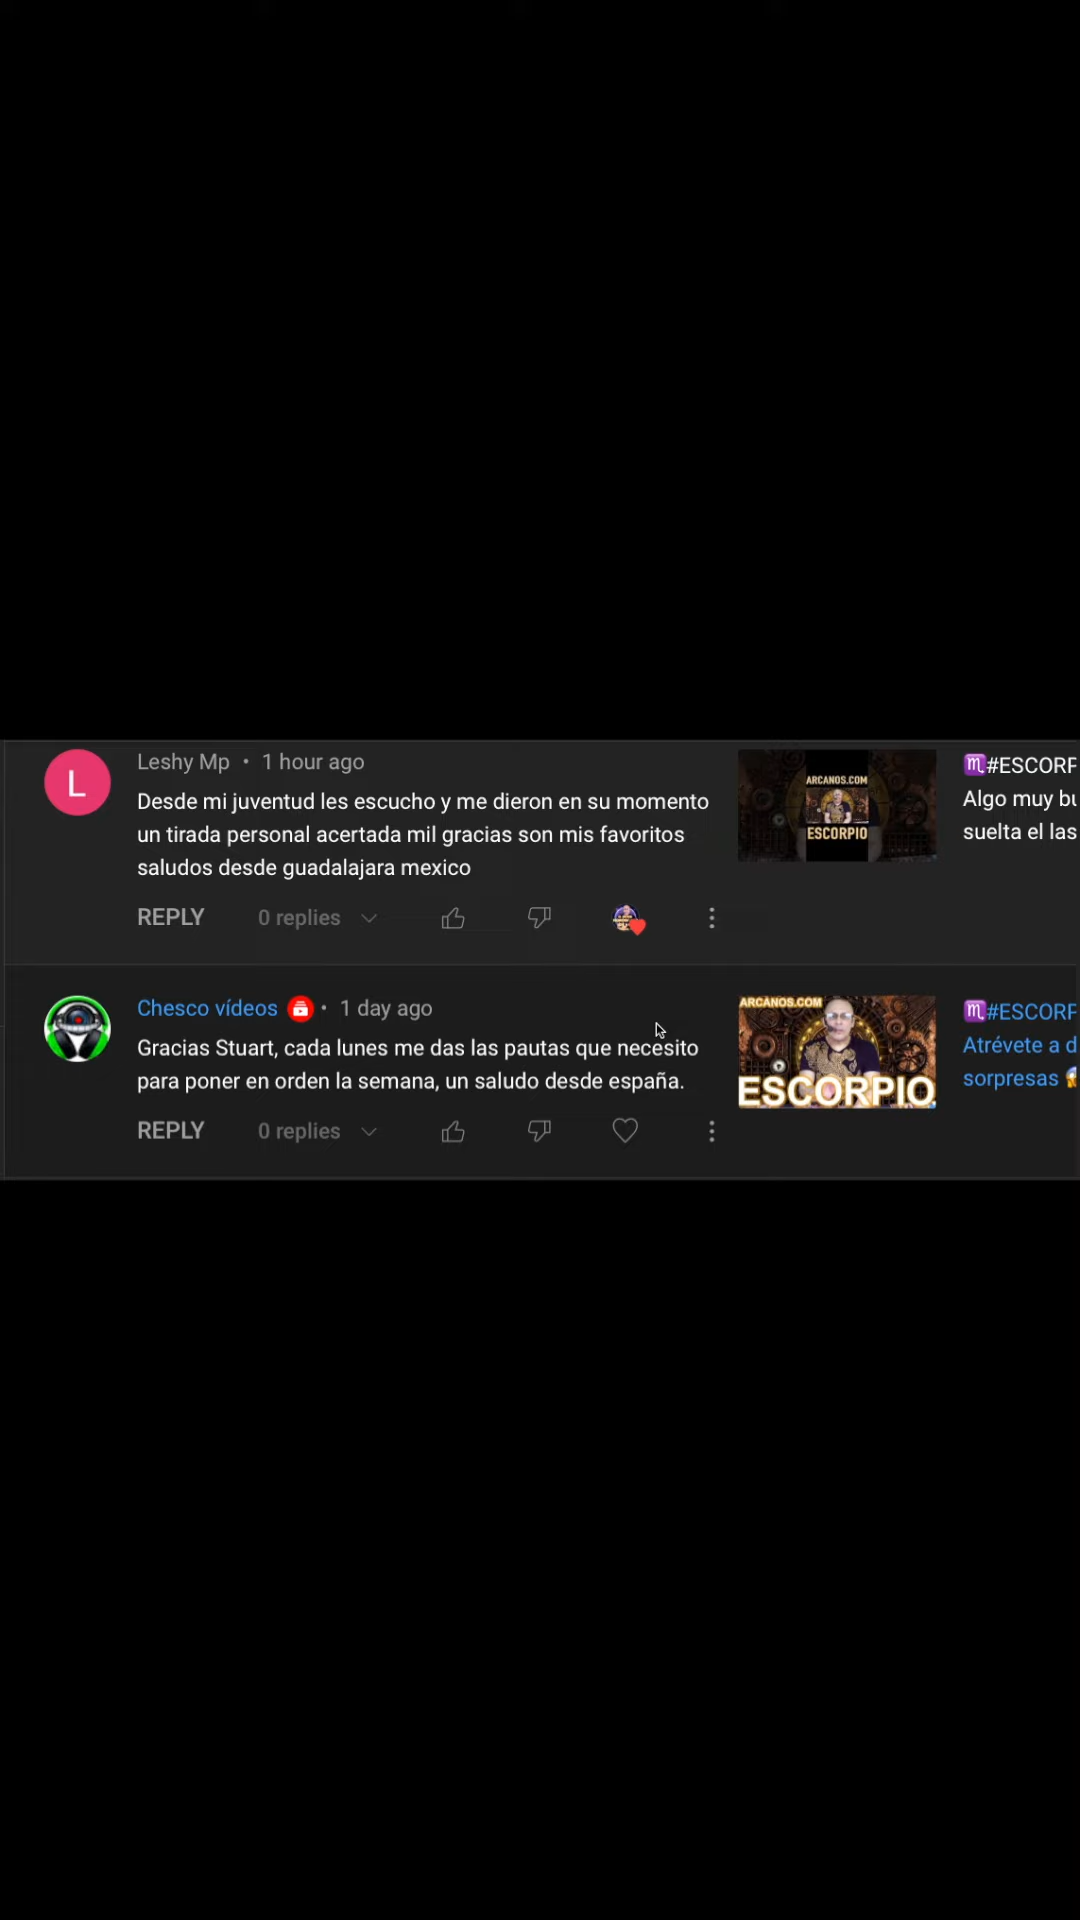 Leshy Mp • 1 hour ago
Desde mi juventud les escucho y me dieron en su momento
un tirada personal acertada mil gracias son mis favoritos
saludos desde guadalajara mexico
REPLY 0 replies
ARCANOS.COM
ESCORPIO
♏#ESCORP
Algo muy bu
suelta el las
Chesco vídeos • 1 day ago
Gracias Stuart, cada lunes me das las pautas que necesito
para poner en orden la semana, un saludo desde españa.
REPLY 0 replies
ARCANOS.COM
ESCORPIO
♏#ESCORP
Atrévete a d
sorpresas